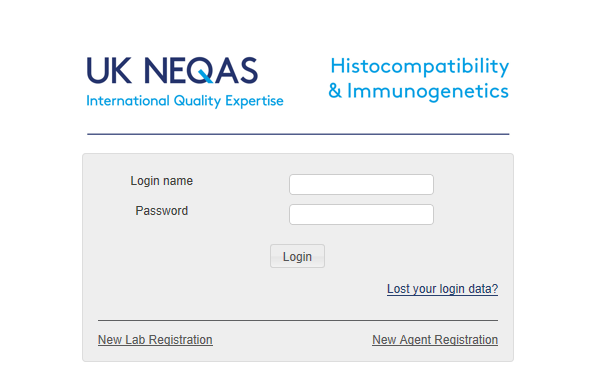 UK NEQAS
International Quality Expertise
Histocompatibility
& Immunogenetics
Login name
Password
Login
Lost your login data?
New Lab Registration
New Agent Registration